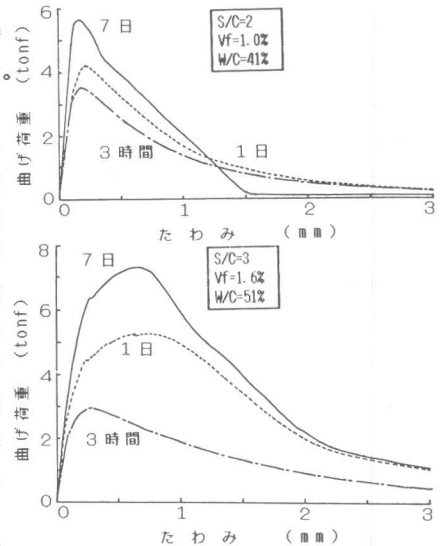 6
4
2
0
曲げ荷重 (tonf)
7日
S/C=2
Vf=1.0%
W/C=41%
3時間
1日
0 1 2 3
たわみ (mm)
8
6
4
2
0
曲げ荷重 (tonf)
7日
S/C=3
Vf=1.6%
W/C=51%
1日
3時間
0 1 2 3
たわみ (mm)